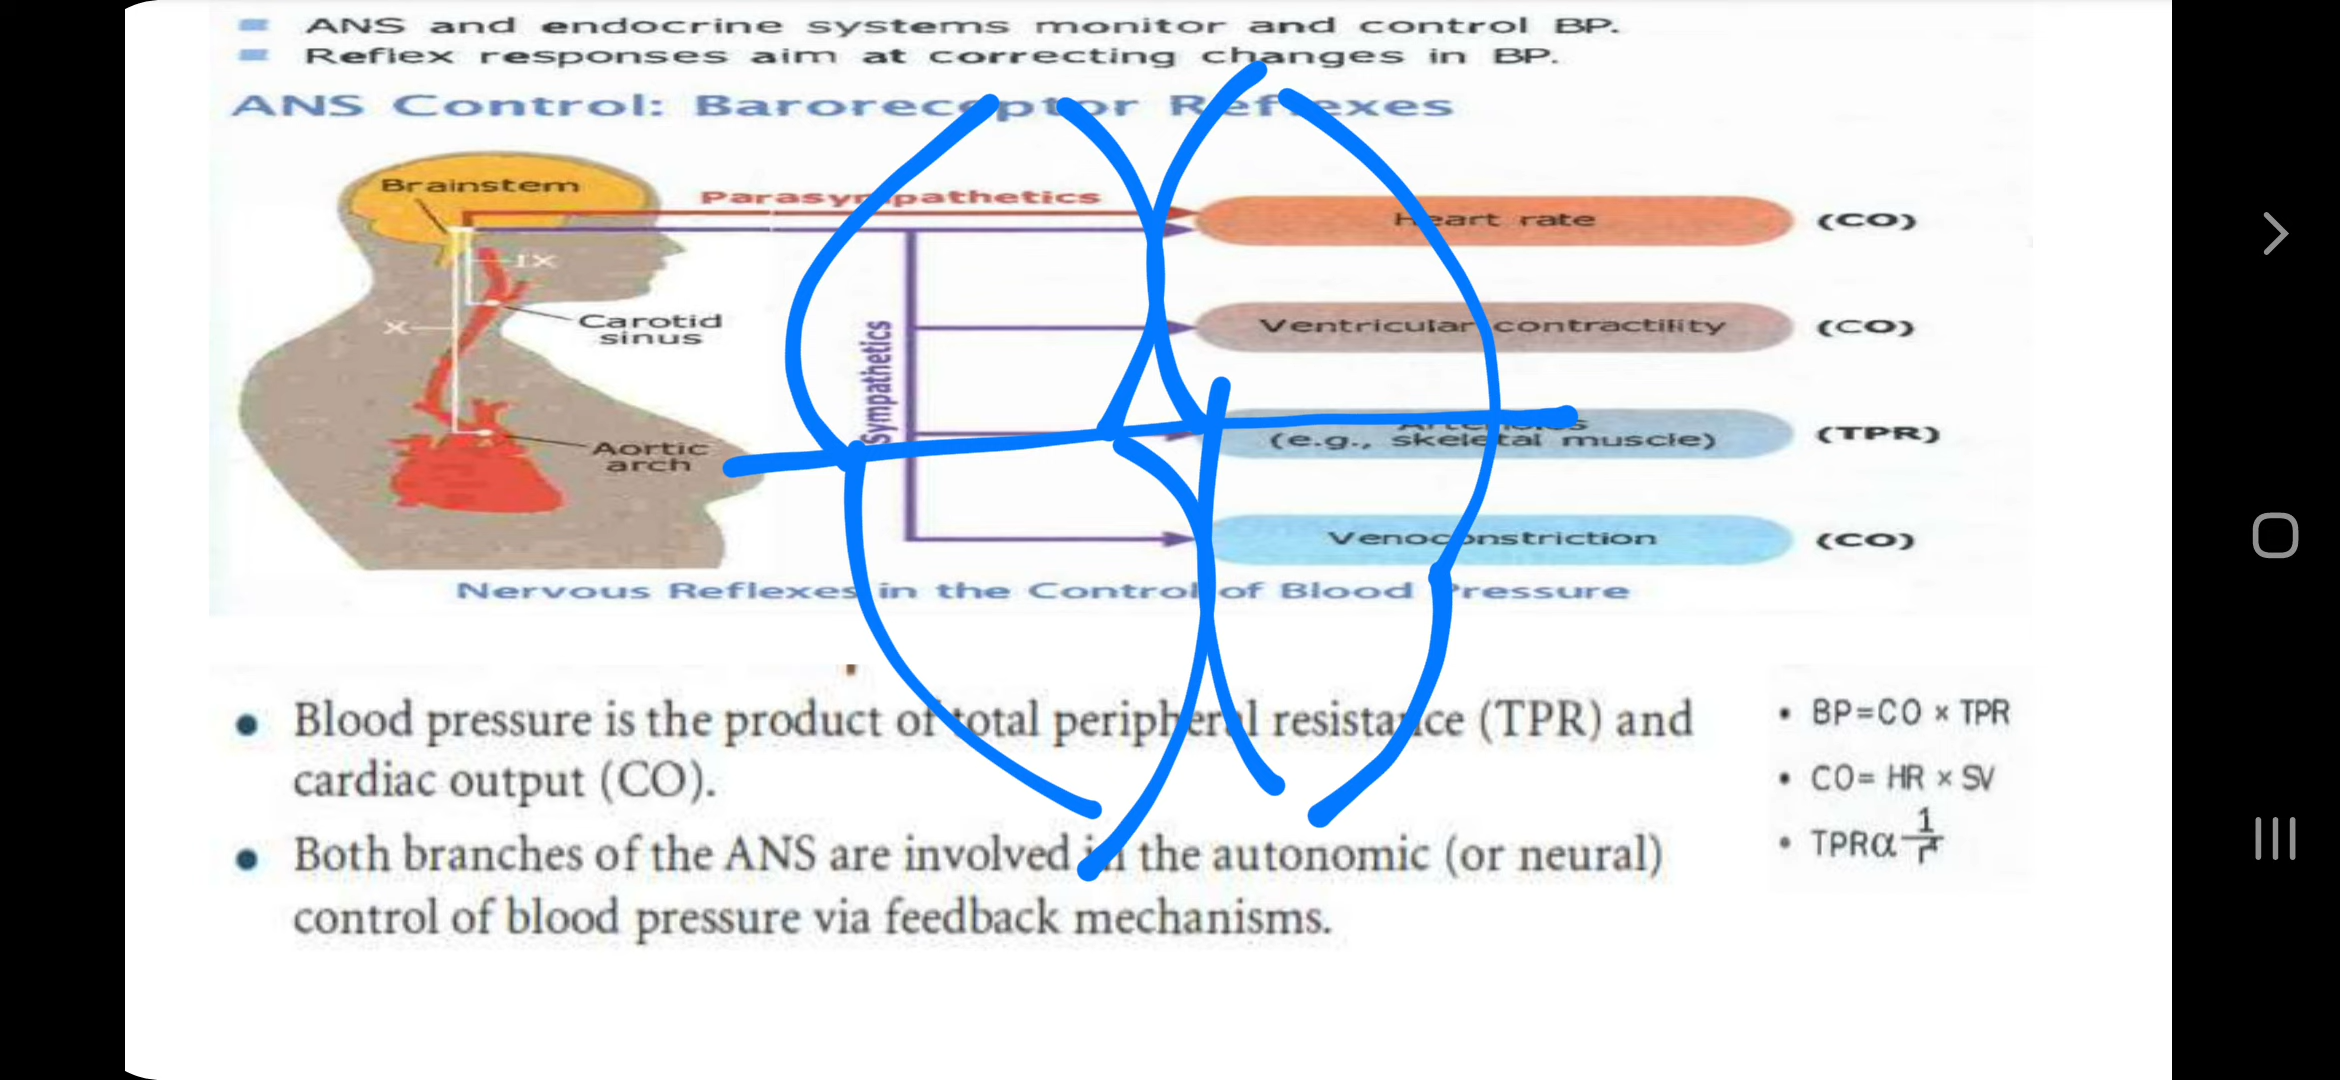 ANS and endocrine systems monitor and control BP.
Reflex responses aim at correcting changes in BP.
ANS Control: Baroreceptor Reflexes
Brainstem
Parasympathetics
Heart rate
(CO)
IX
Carotid
sinus
X
Sympathetics
Ventricular contractility
(CO)
Aortic
arch
Arterioles
(e.g., skeletal muscle)
(TPR)
Venoconstriction
(CO)
Nervous Reflexes in the Control of Blood Pressure
• Blood pressure is the product of total peripheral resistance (TPR) and
cardiac output (CO).
• Both branches of the ANS are involved in the autonomic (or neural)
control of blood pressure via feedback mechanisms.
• BP=CO × TPR
• CO= HR × SV